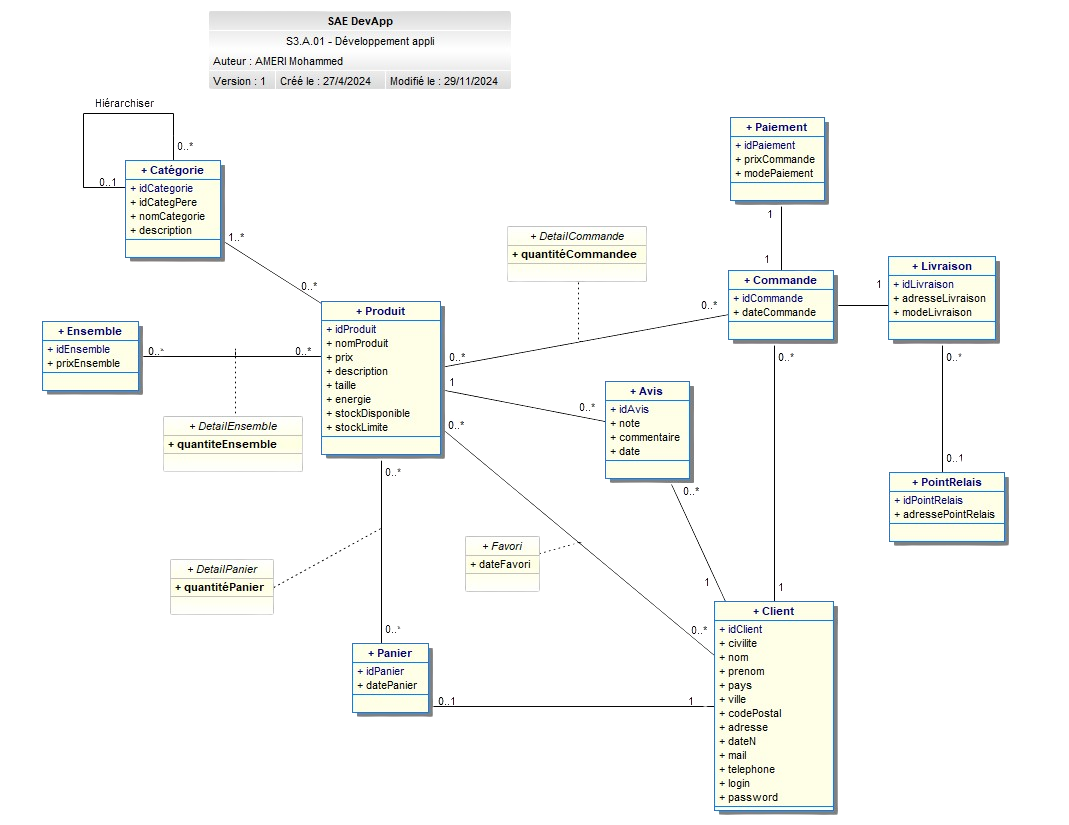 SAE DevApp
S3.A.01 - Développement appli
Auteur : AMERI Mohammed
Version : 1 Créé le : 27/4/2024 Modifié le : 29/11/2024
Hiérarchiser
0..*
0..1
+ Catégorie
+ idCategorie
+ idCategPere
+ nomCategorie
+ description
1..*
0..*
+ Paiement
+ idPaiement
+ prixCommande
+ modePaiement
1
1
+ DetailCommande
+ quantitéCommandee
+ Commande
+ idCommande
+ dateCommande
0..*
0..*
1
+ Livraison
+ idLivraison
+ adresseLivraison
+ modeLivraison
0..*
0..1
+ Ensemble
+ idEnsemble
+ prixEnsemble
0..*
0..*
+ Produit
+ idProduit
+ nomProduit
+ prix
+ description
+ taille
+ energie
+ stockDisponible
+ stockLimite
0..*
1
0..*
0..*
+ DetailEnsemble
+ quantiteEnsemble
+ Avis
+ idAvis
+ note
+ commentaire
+ date
0..*
0..*
1
+ PointRelais
+ idPointRelais
+ adressePointRelais
+ Favori
+ dateFavori
+ DetailPanier
+ quantitéPanier
0..*
+ Panier
+ idPanier
+ datePanier
0..1
1
0..*
1
+ Client
+ idClient
+ civilite
+ nom
+ prenom
+ pays
+ ville
+ codePostal
+ adresse
+ dateN
+ mail
+ telephone
+ login
+ password